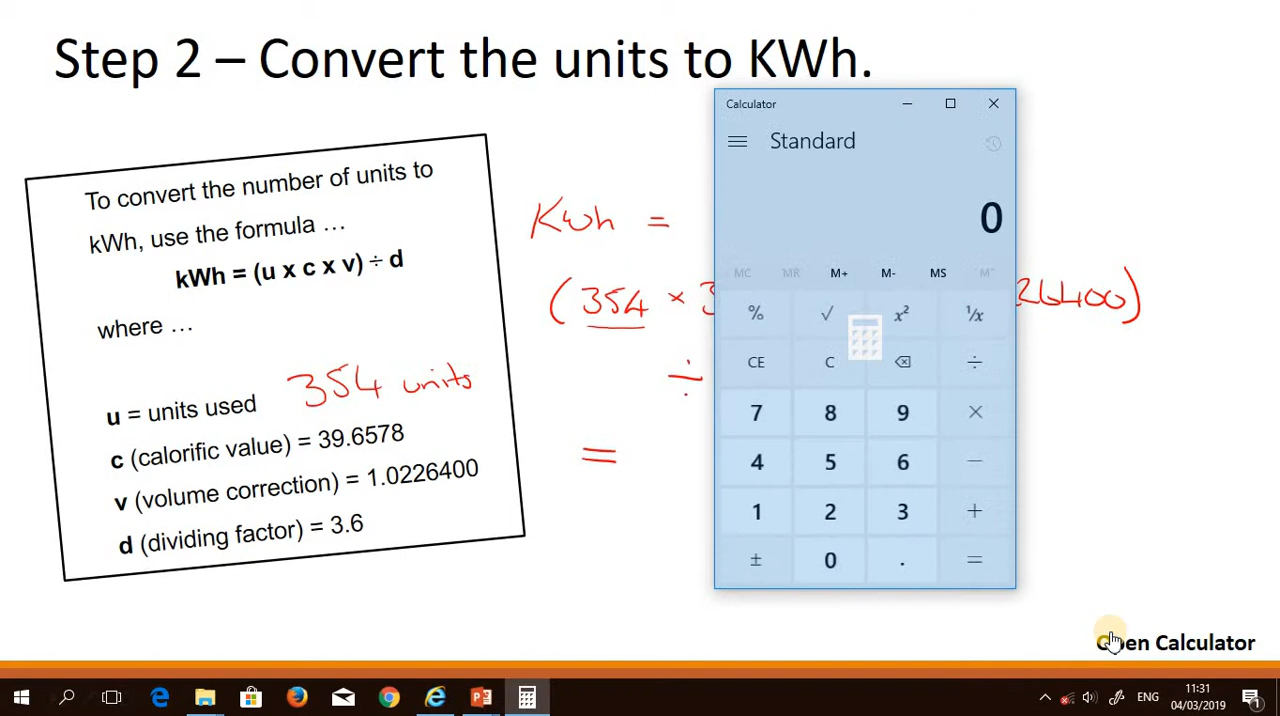 Step 2 – Convert the units to KWh.
To convert the number of units to
kWh, use the formula …
kWh = (u x c x v) ÷ d
where …
354 units
u = units used
c (calorific value) = 39.6578
v (volume correction) = 1.0226400
d (dividing factor) = 3.6
Kwh =
(354 × 3
26400)
÷
=
Calculator
Standard
0
MC MR M+ M- MS M˅
% √ x² ¹/x
CE C ÷
7 8 9 ×
4 5 6 −
1 2 3 +
± 0 . =
Open Calculator
ENG
11:31
04/03/2019
1